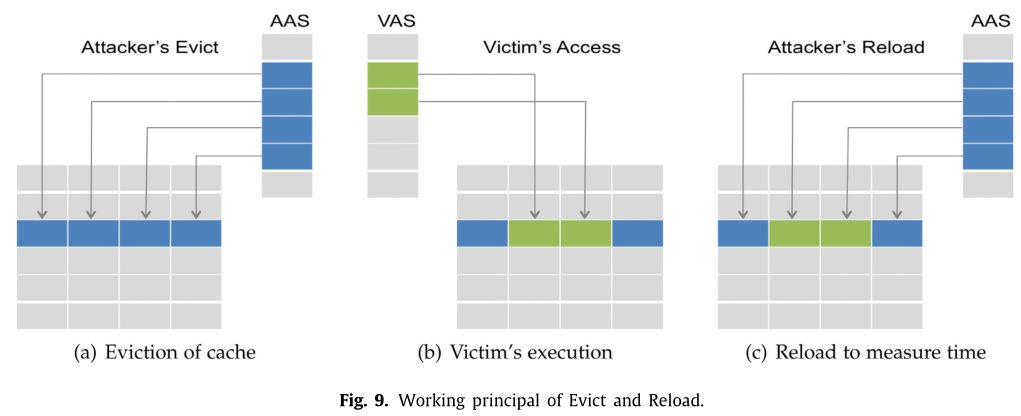 AAS
Attacker's Evict
VAS
Victim's Access
AAS
Attacker's Reload
(a) Eviction of cache
(b) Victim's execution
(c) Reload to measure time
Fig. 9. Working principal of Evict and Reload.